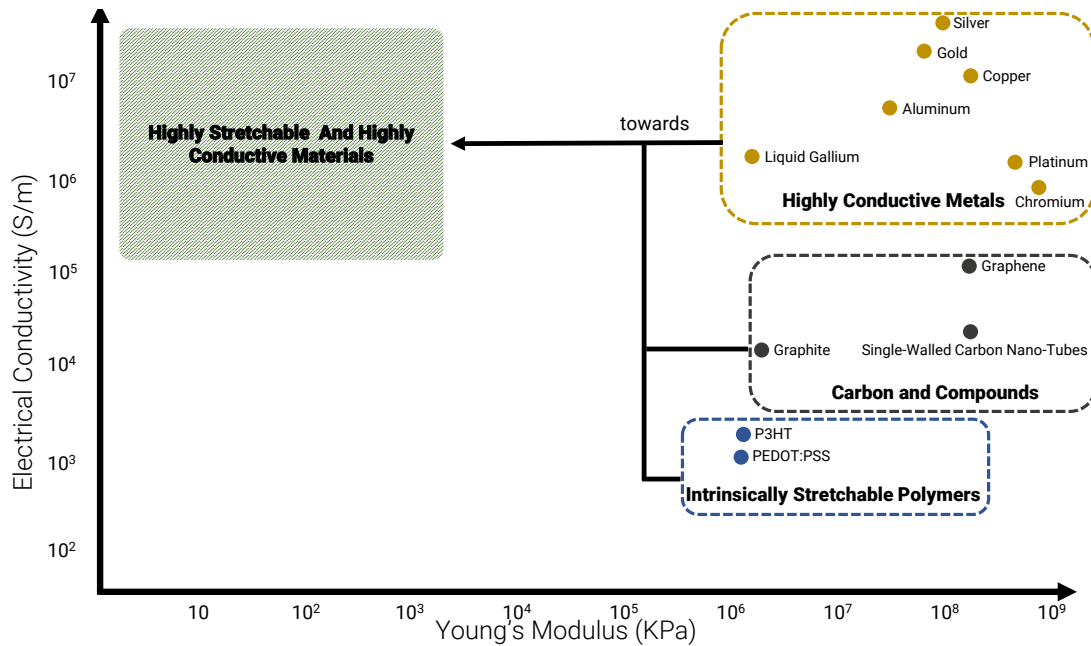 Silver
Gold
10⁷
Copper
Aluminum
towards
Highly Stretchable And Highly
Conductive Materials
Liquid Gallium
Platinum
10⁶
Chromium
Highly Conductive Metals
10⁵
Graphene
Graphite
Single-Walled Carbon Nano-Tubes
10⁴
Carbon and Compounds
P3HT
10³
PEDOT:PSS
Intrinsically Stretchable Polymers
10²
Electrical Conductivity (S/m)
10 10² 10³ 10⁴ 10⁵ 10⁶ 10⁷ 10⁸ 10⁹
Young's Modulus (KPa)